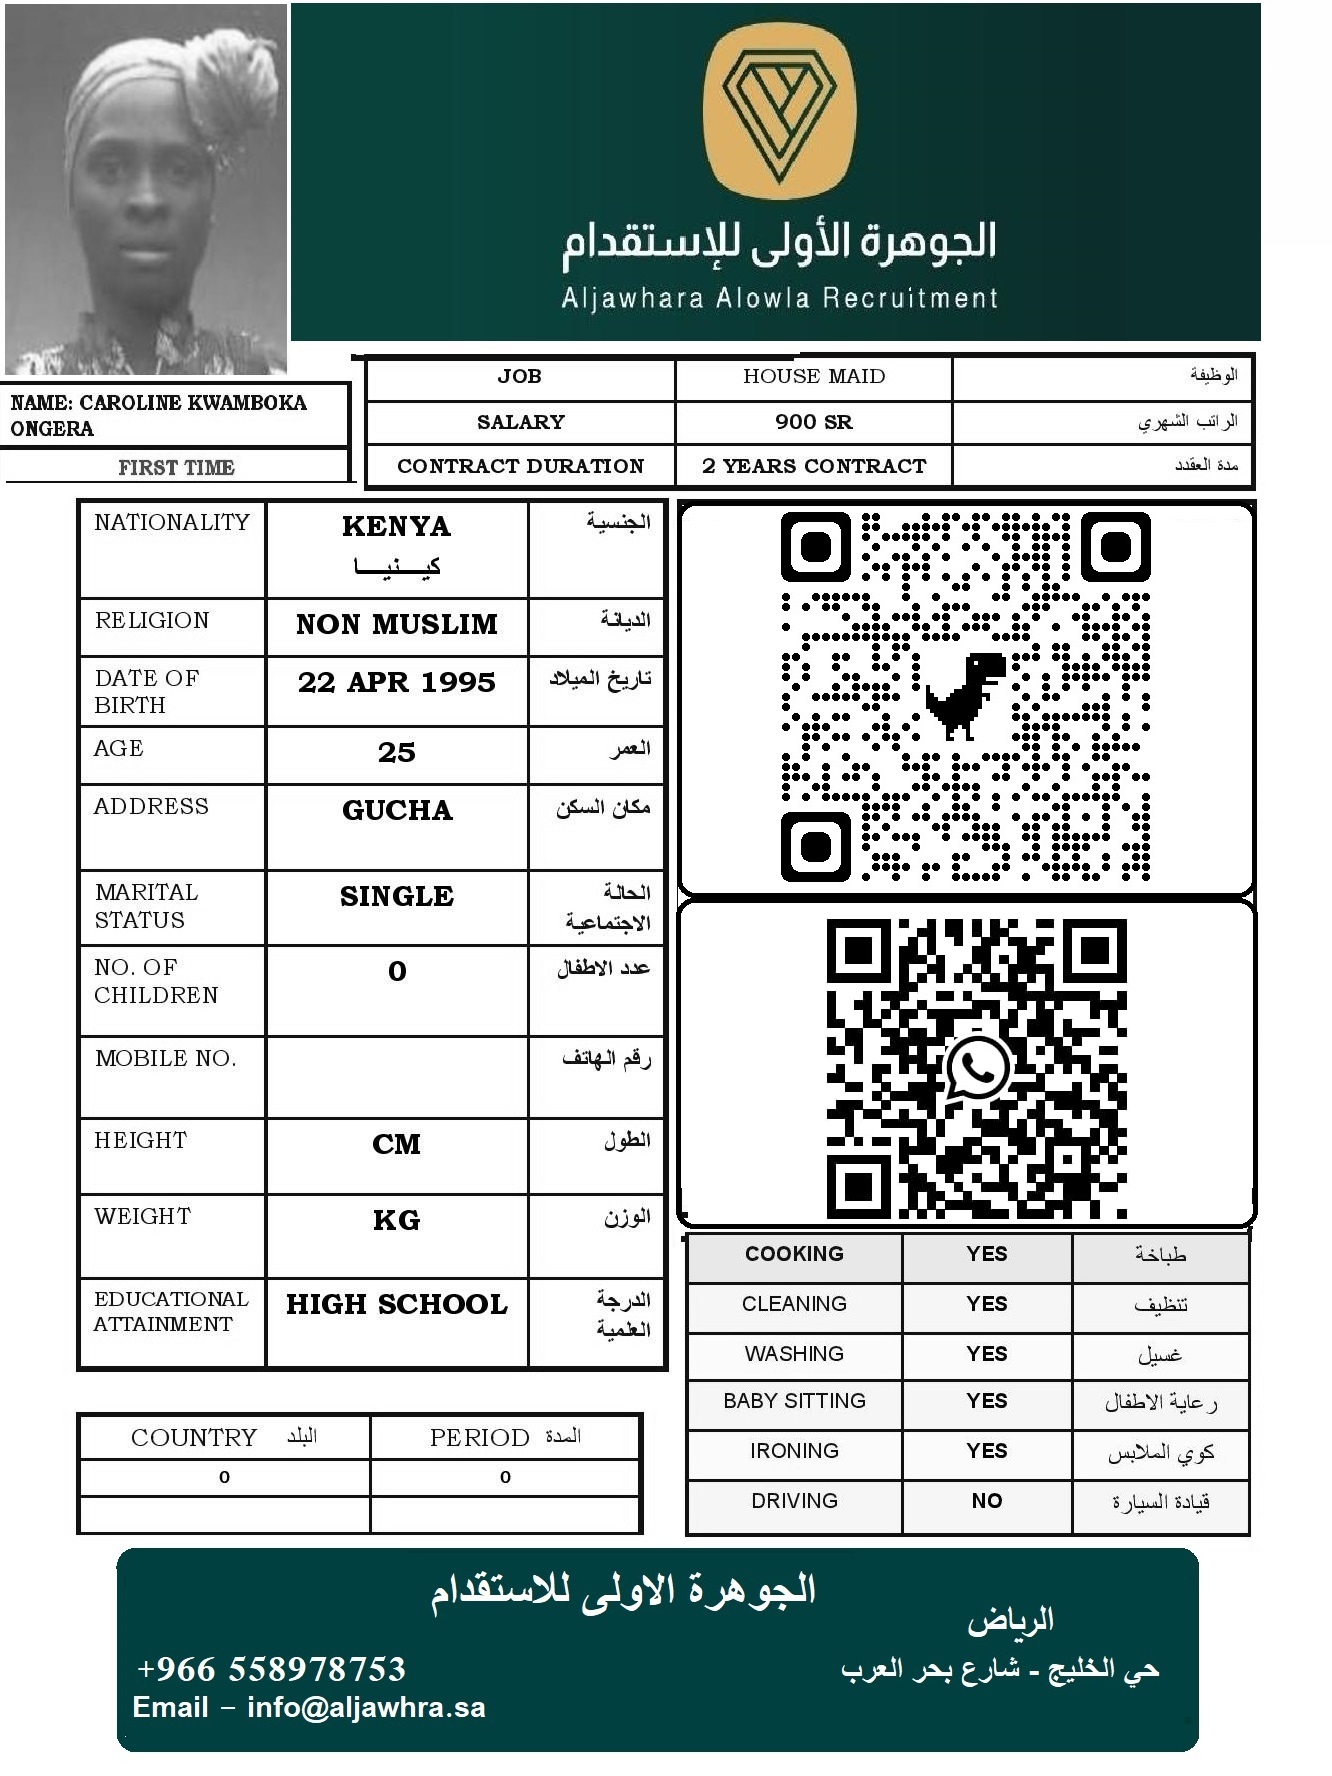 الجوهرة الأولى للإستقدام
Aljawhara Alowla Recruitment
NAME: CAROLINE KWAMBOKA
ONGERA
FIRST TIME
JOB HOUSE MAID الوظيفة
SALARY 900 SR الراتب الشهري
CONTRACT DURATION 2 YEARS CONTRACT مدة العقدد
NATIONALITY KENYA الجنسية
كيـــنيـــا
RELIGION NON MUSLIM الديانة
DATE OF 22 APR 1995 تاريخ الميلاد
BIRTH
AGE 25 العمر
ADDRESS GUCHA مكان السكن
MARITAL SINGLE الحالة
STATUS الاجتماعية
NO. OF 0 عدد الاطفال
CHILDREN
MOBILE NO. رقم الهاتف
HEIGHT CM الطول
WEIGHT KG الوزن
EDUCATIONAL HIGH SCHOOL الدرجة
ATTAINMENT العلمية
COOKING YES طباخة
CLEANING YES تنظيف
WASHING YES غسيل
BABY SITTING YES رعاية الاطفال
IRONING YES كوي الملابس
DRIVING NO قيادة السيارة
COUNTRY البلد PERIOD المدة
0 0
الجوهرة الاولى للاستقدام
الرياض
حي الخليج - شارع بحر العرب
+966 558978753
Email – info@aljawhra.sa